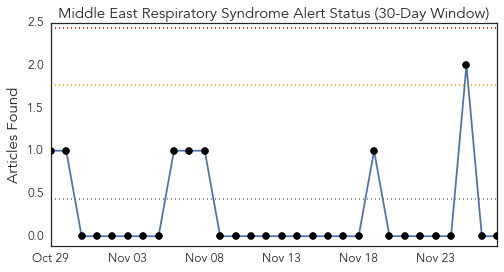 Middle East Respiratory Syndrome Alert Status (30-Day Window)
Articles Found
2.5
2.0
1.5
1.0
0.5
0.0
Oct 29 Nov 03 Nov 08 Nov 13 Nov 18 Nov 23